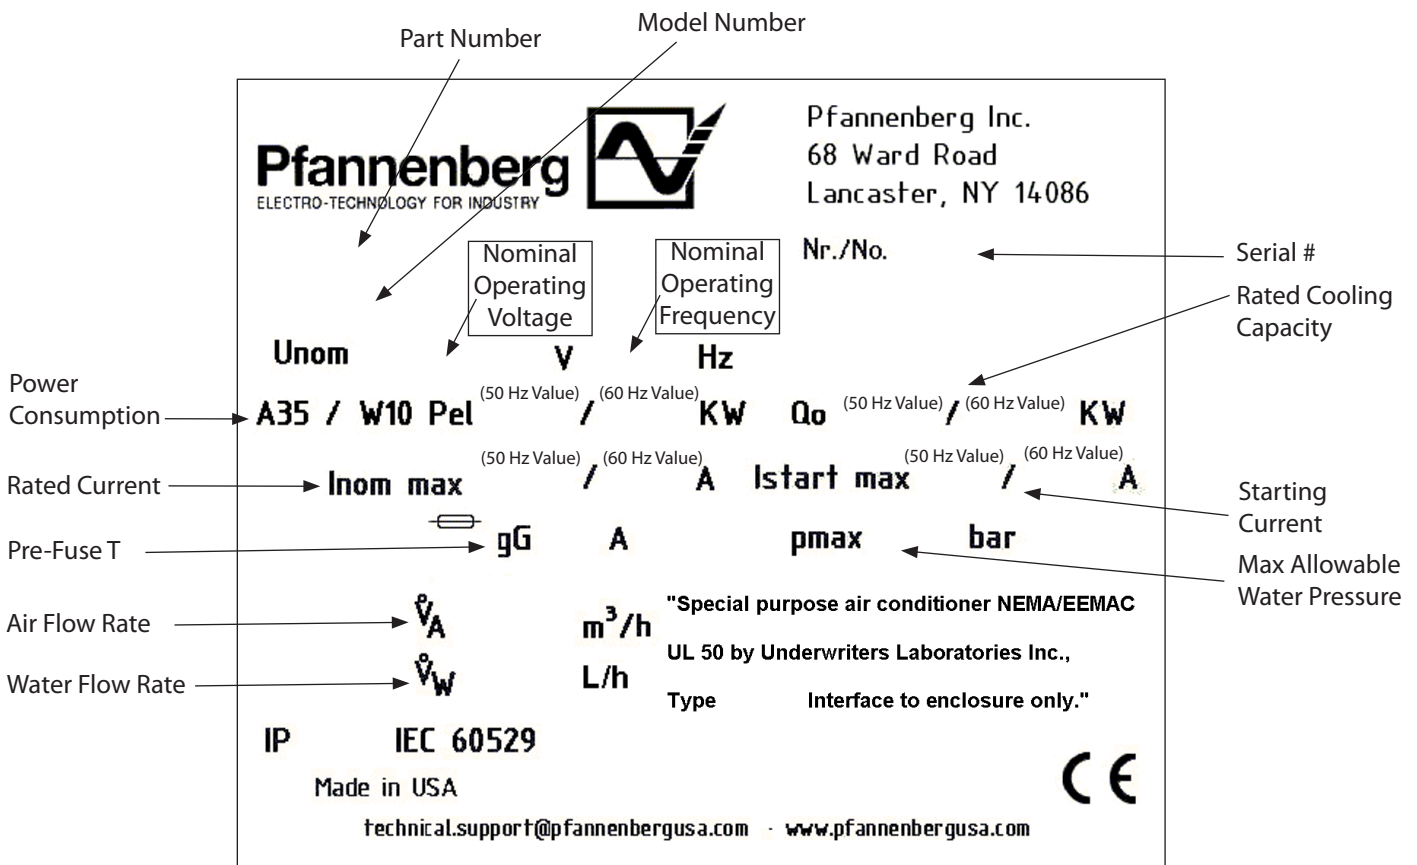 Part Number
Model Number
Pfannenberg
ELECTRO-TECHNOLOGY FOR INDUSTRY
Pfannenberg Inc.
68 Ward Road
Lancaster, NY 14086
Nominal
Operating
Voltage
Nominal
Operating
Frequency
Nr./No.
Serial #
Rated Cooling
Capacity
Unom V Hz
Power
Consumption
A35 / W10 Pel (50 Hz Value) / (60 Hz Value) KW Qo (50 Hz Value) / (60 Hz Value) KW
Rated Current
Inom max (50 Hz Value) / (60 Hz Value) A Istart max (50 Hz Value) / (60 Hz Value) A
Starting
Current
Pre-Fuse T
gG A pmax bar
Max Allowable
Water Pressure
Air Flow Rate
V̊A m³/h
Water Flow Rate
V̊W L/h
"Special purpose air conditioner NEMA/EEMAC
UL 50 by Underwriters Laboratories Inc.,
Type Interface to enclosure only."
IP IEC 60529
Made in USA
CE
technical.support@pfannenbergusa.com - www.pfannenbergusa.com